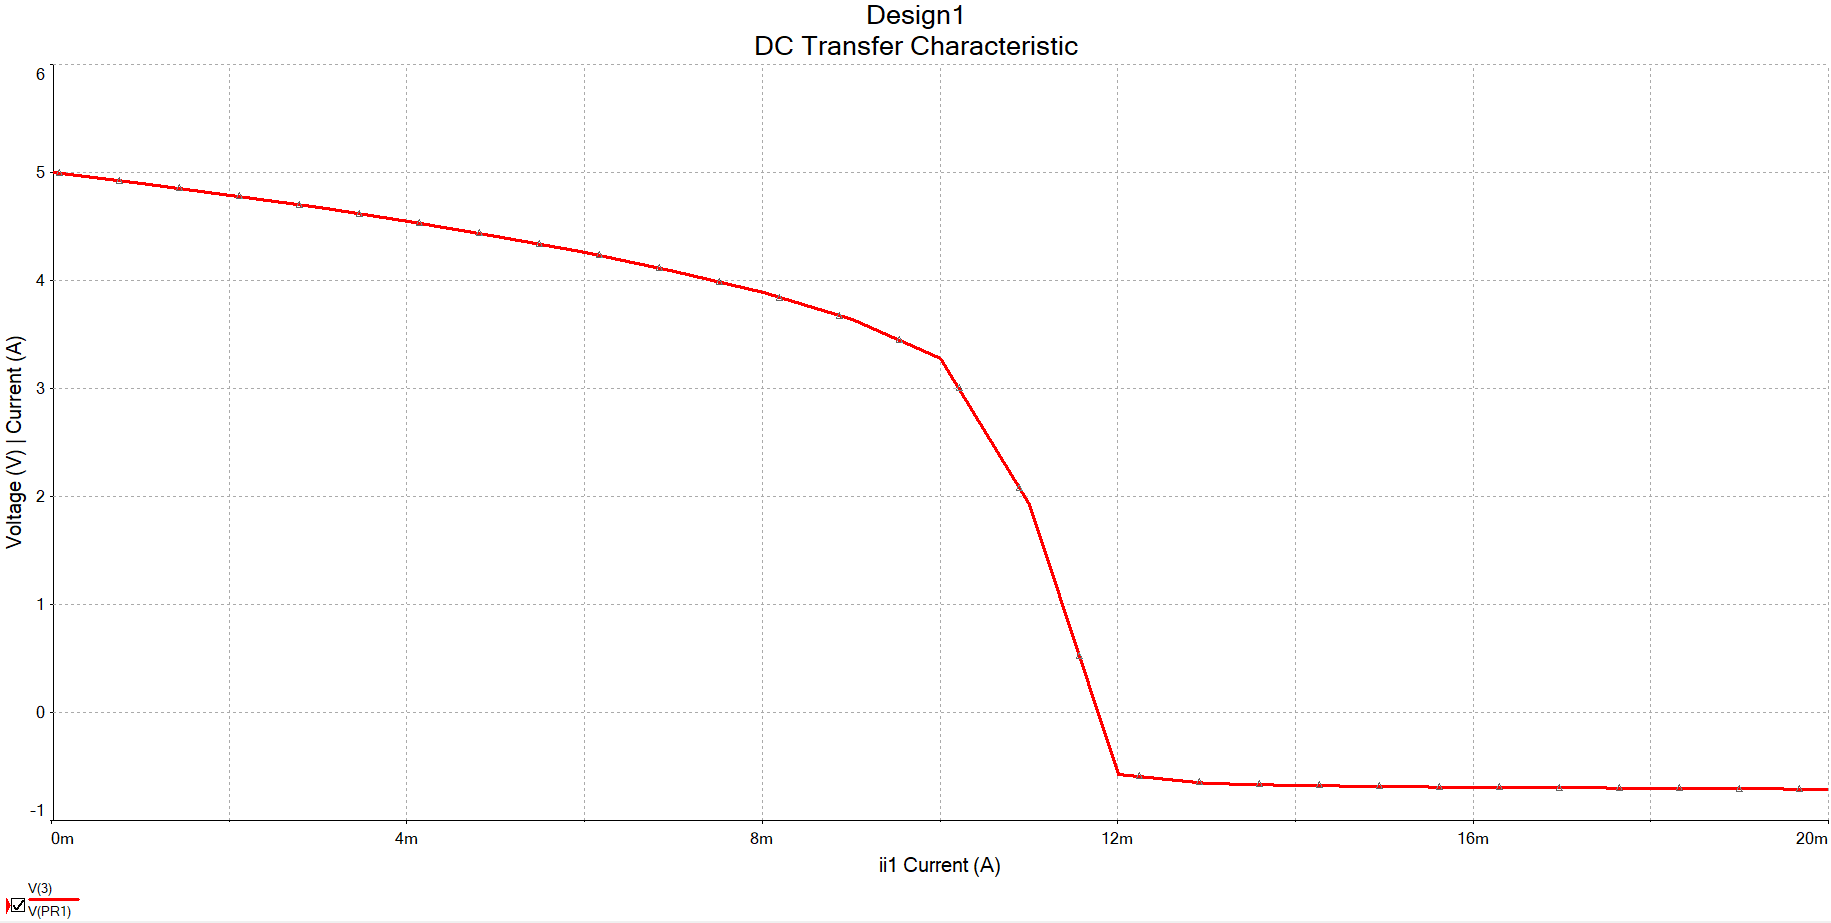 Design1
DC Transfer Characteristic
6
5
4
3
2
1
0
-1
Voltage (V) | Current (A)
0m 4m 8m 12m 16m 20m
ii1 Current (A)
V(3)
V(PR1)